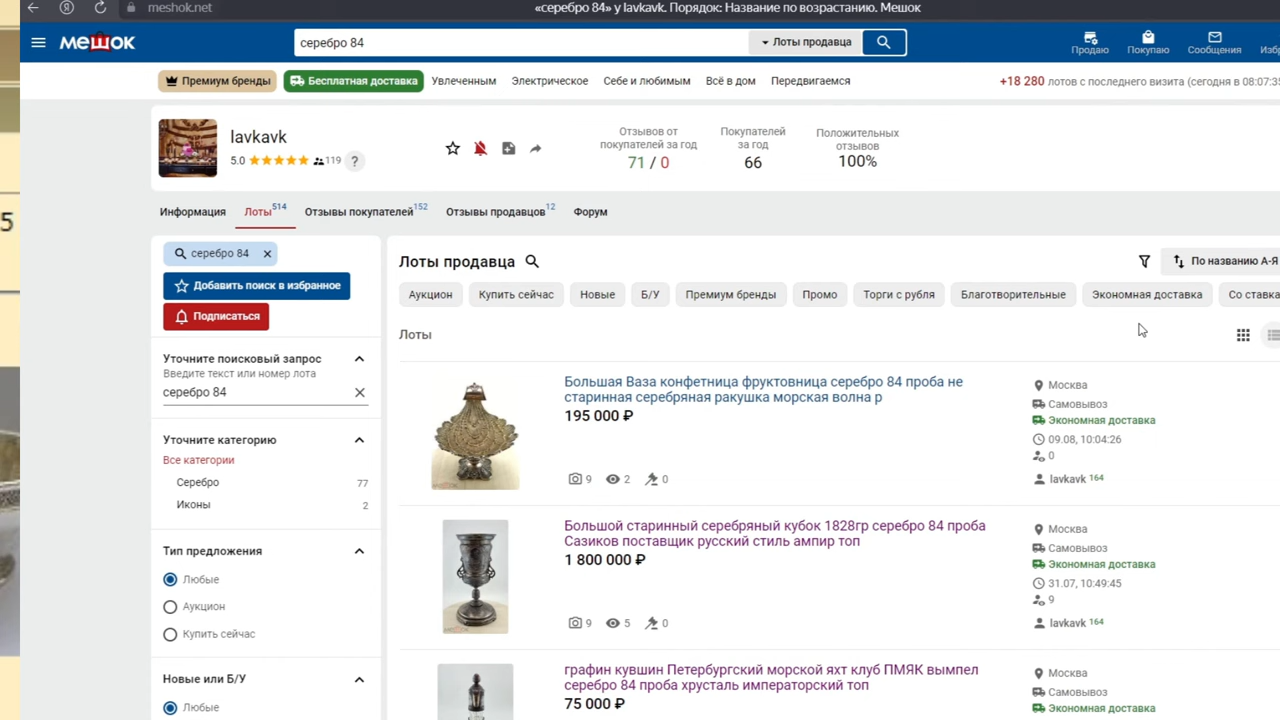 meshok.net
«серебро 84» у lavkavk. Порядок: Название по возрастанию. Мешок
мешок
серебро 84
Лоты продавца
Продаю
Покупаю
Сообщения
Избр
Премиум бренды
Бесплатная доставка
Увлеченным
Электрическое
Себе и любимым
Всё в дом
Передвигаемся
+18 280 лотов с последнего визита (сегодня в 08:07:35
lavkavk
5.0
119
?
Отзывов от
покупателей за год
71 / 0
Покупателей
за год
66
Положительных
отзывов
100%
5
Информация
Лоты 514
Отзывы покупателей 152
Отзывы продавцов 12
Форум
серебро 84
Добавить поиск в избранное
Подписаться
Уточните поисковый запрос
Введите текст или номер лота
серебро 84
Уточните категорию
Все категории
Серебро 77
Иконы 2
Тип предложения
Любые
Аукцион
Купить сейчас
Новые или Б/У
Любые
Лоты продавца
По названию А-Я
Аукцион
Купить сейчас
Новые
Б/У
Премиум бренды
Промо
Торги с рубля
Благотворительные
Экономная доставка
Со ставка
Лоты
Большая Ваза конфетница фруктовница серебро 84 проба не
старинная серебряная ракушка морская волна р
195 000 ₽
9 2 0
Москва
Самовывоз
Экономная доставка
09.08, 10:04:26
0
lavkavk 164
Большой старинный серебряный кубок 1828гр серебро 84 проба
Сазиков поставщик русский стиль ампир топ
1 800 000 ₽
9 5 0
Москва
Самовывоз
Экономная доставка
31.07, 10:49:45
9
lavkavk 164
графин кувшин Петербургский морской яхт клуб ПМЯК вымпел
серебро 84 проба хрусталь императорский топ
75 000 ₽
Москва
Самовывоз
Экономная доставка